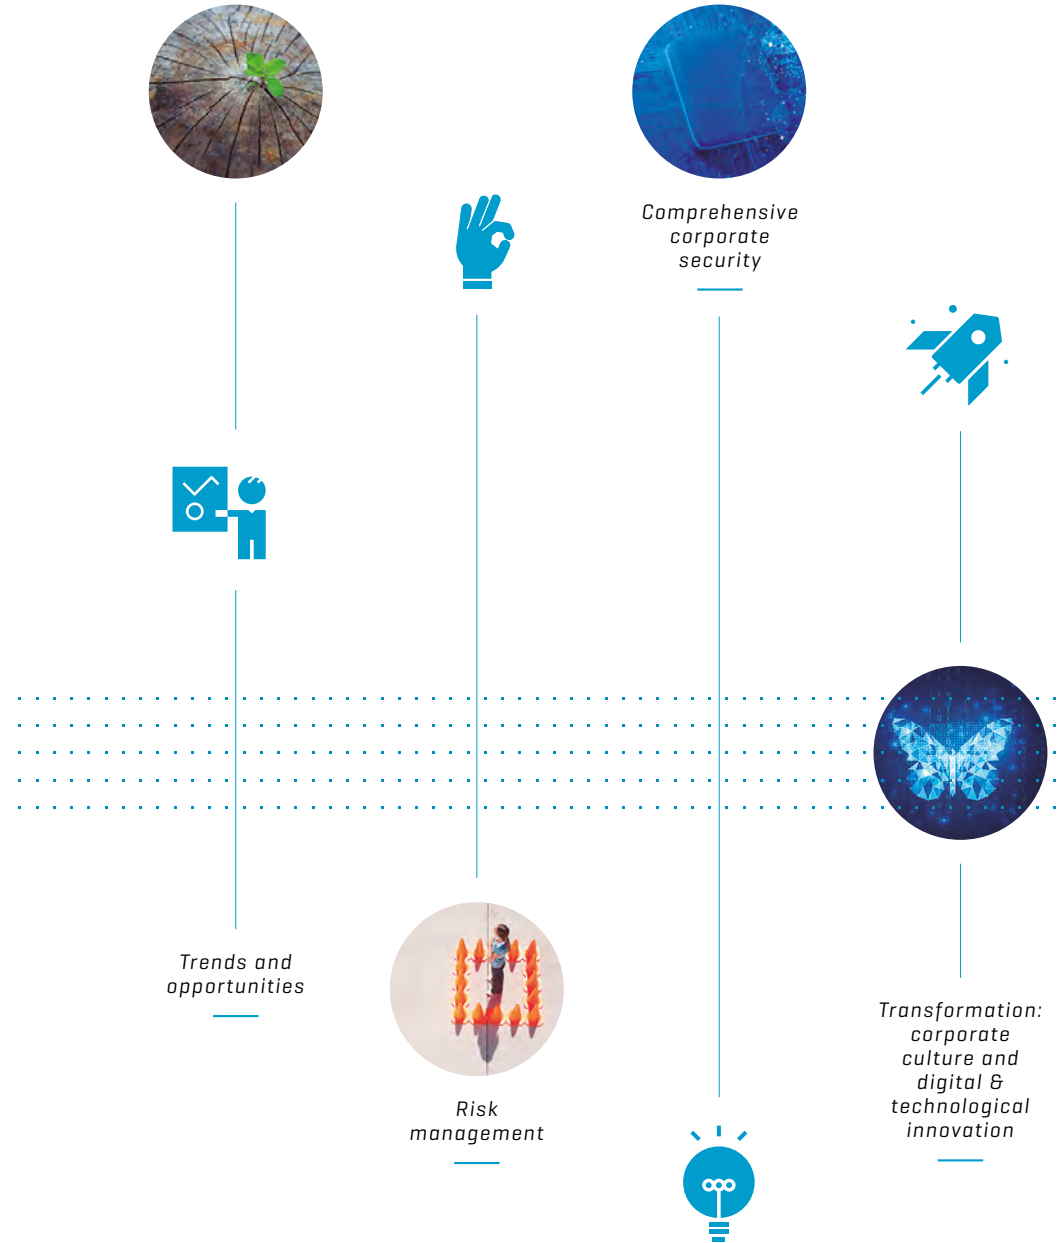 Comprehensive
corporate
security
Trends and
opportunities
Risk
management
Transformation:
corporate
culture and
digital &
technological
innovation